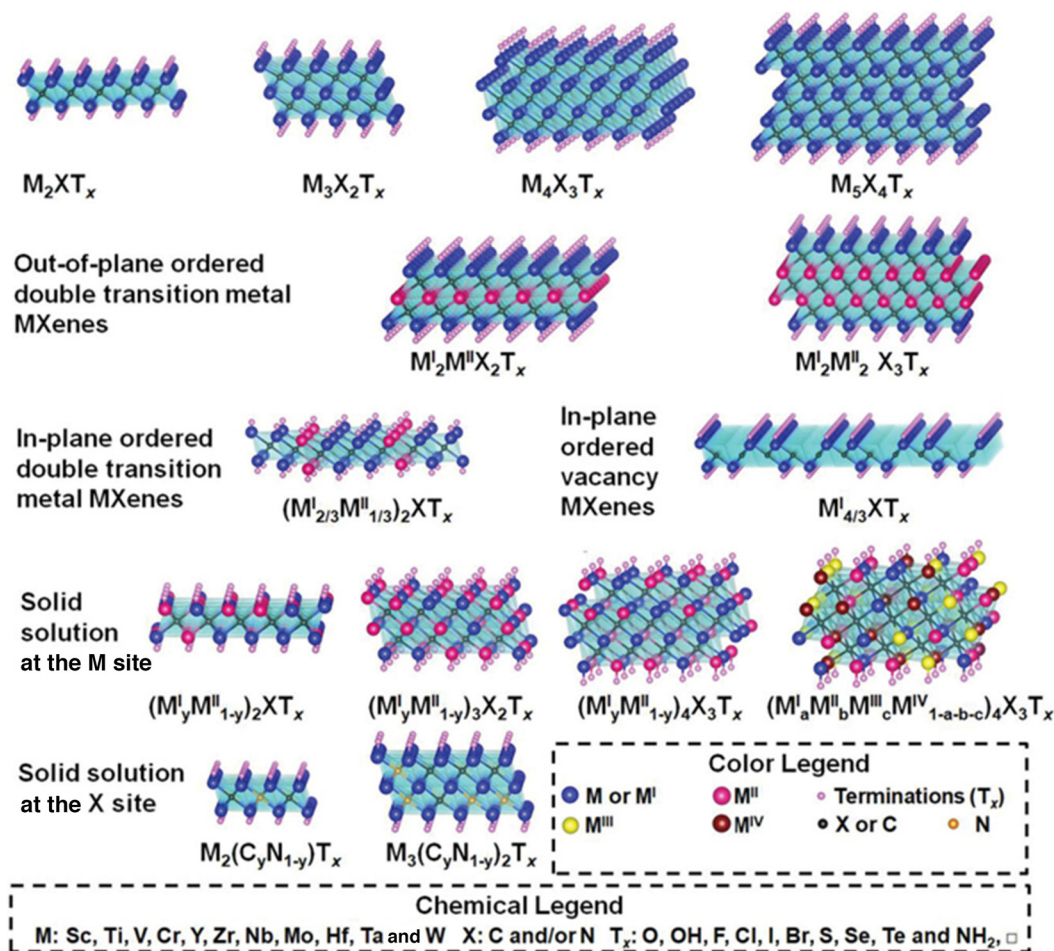 M₂XTₓ
M₃X₂Tₓ
M₄X₃Tₓ
M₅X₄Tₓ
Out-of-plane ordered
double transition metal
MXenes
Mᴵ₂MᴵᴵX₂Tₓ
Mᴵ₂Mᴵᴵ₂ X₃Tₓ
In-plane ordered
double transition
metal MXenes
(Mᴵ₂/₃Mᴵᴵ₁/₃)₂XTₓ
In-plane
ordered
vacancy
MXenes
Mᴵ₄/₃XTₓ
Solid
solution
at the M site
(MᴵyMᴵᴵ₁₋y)₂XTₓ
(MᴵyMᴵᴵ₁₋y)₃X₂Tₓ
(MᴵyMᴵᴵ₁₋y)₄X₃Tₓ
(MᴵₐMᴵᴵbMᴵᴵᴵcMᴵⱽ₁₋ₐ₋b₋c)₄X₃Tₓ
Solid solution
at the X site
M₂(CyN₁₋y)Tₓ
M₃(CyN₁₋y)₂Tₓ
Color Legend
M or Mᴵ
Mᴵᴵ
Terminations (Tₓ)
Mᴵᴵᴵ
Mᴵⱽ
X or C
N
Chemical Legend
M: Sc, Ti, V, Cr, Y, Zr, Nb, Mo, Hf, Ta and W X: C and/or N Tₓ: O, OH, F, Cl, I, Br, S, Se, Te and NH₂, □